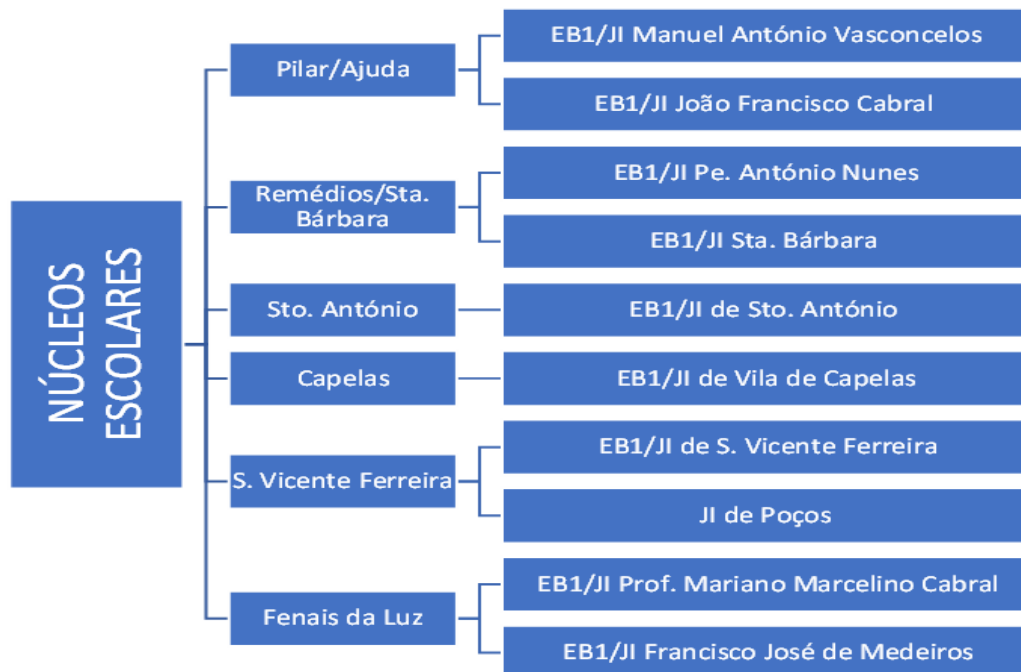 NÚCLEOS
ESCOLARES
Pilar/Ajuda
EB1/JI Manuel António Vasconcelos
EB1/JI João Francisco Cabral
Remédios/Sta.
Bárbara
EB1/JI Pe. António Nunes
EB1/JI Sta. Bárbara
Sto. António
EB1/JI de Sto. António
Capelas
EB1/JI de Vila de Capelas
S. Vicente Ferreira
EB1/JI de S. Vicente Ferreira
JI de Poços
Fenais da Luz
EB1/JI Prof. Mariano Marcelino Cabral
EB1/JI Francisco José de Medeiros